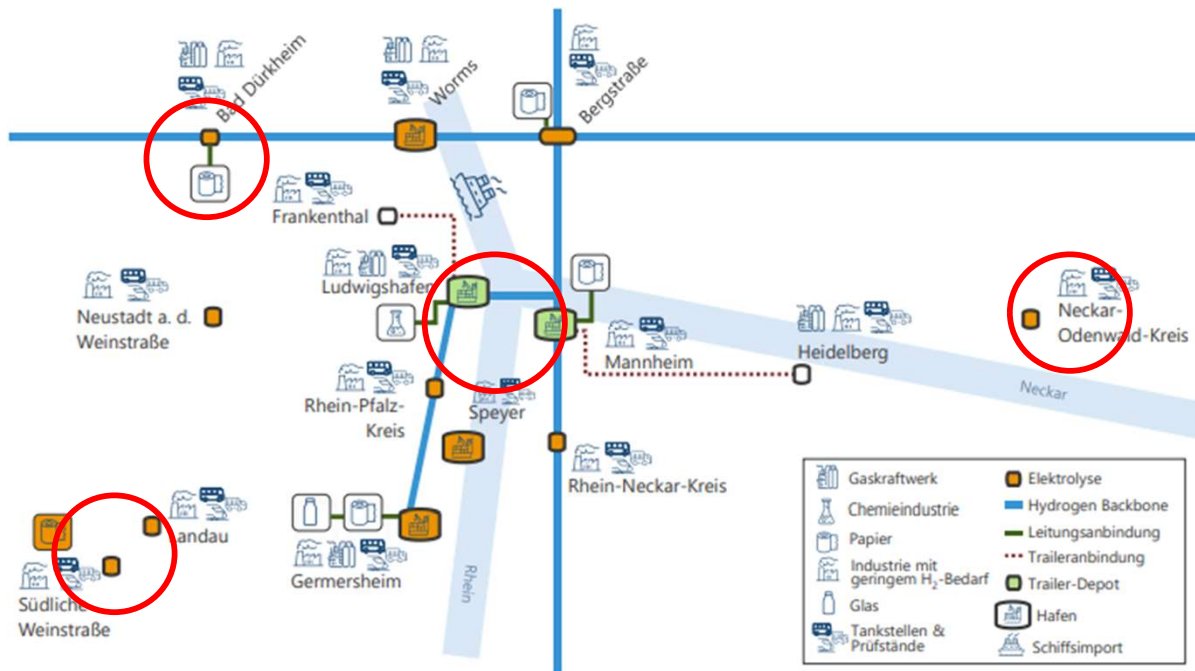 Bad Dürkheim
Worms
Bergstraße
Frankenthal
Ludwigshafen
Neustadt a. d.
Weinstraße
Mannheim
Heidelberg
Neckar-
Odenwald-Kreis
Neckar
Rhein-Pfalz-
Kreis
Speyer
Rhein-Neckar-Kreis
Landau
Germersheim
Rhein
Südliche
Weinstraße
Gaskraftwerk
Chemieindustrie
Papier
Industrie mit
geringem H₂-Bedarf
Glas
Tankstellen &
Prüfstände
Elektrolyse
Hydrogen Backbone
Leitungsanbindung
Traileranbindung
Trailer-Depot
Hafen
Schiffsimport